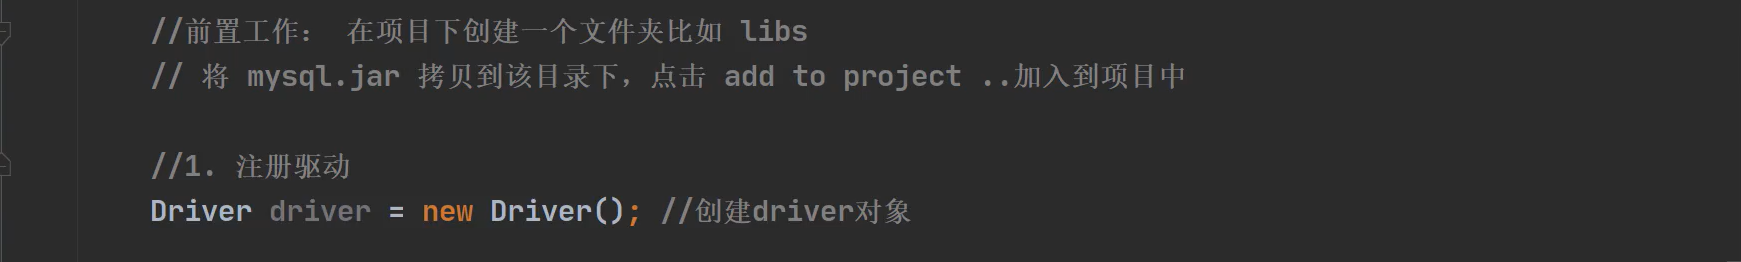 //前置工作： 在项目下创建一个文件夹比如 libs
// 将 mysql.jar 拷贝到该目录下，点击 add to project ..加入到项目中
//1. 注册驱动
Driver driver = new Driver(); //创建driver对象